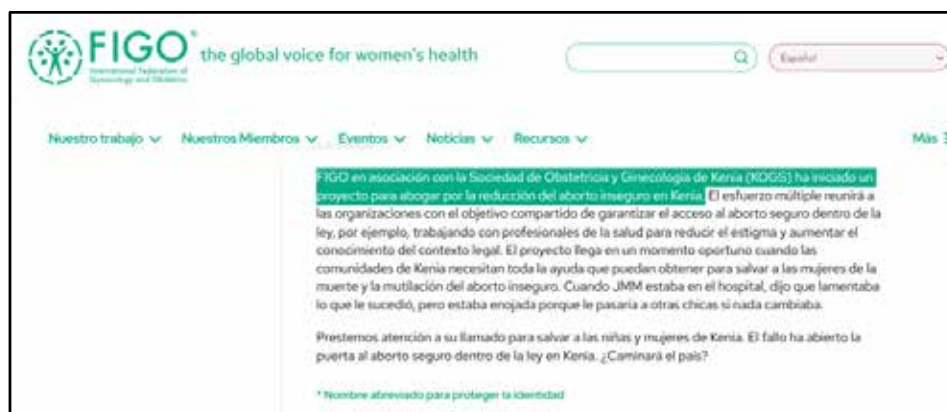 FIGO
International Federation of
Gynecology and Obstetrics
the global voice for women's health
Español
Nuestro trabajo
Nuestros Miembros
Eventos
Noticias
Recursos
Más
FIGO en asociación con la Sociedad de Obstetricia y Ginecología de Kenia (KOGS) ha iniciado un
proyecto para abogar por la reducción del aborto inseguro en Kenia. El esfuerzo múltiple reunirá a
las organizaciones con el objetivo compartido de garantizar el acceso al aborto seguro dentro de la
ley, por ejemplo, trabajando con profesionales de la salud para reducir el estigma y aumentar el
conocimiento del contexto legal. El proyecto llega en un momento oportuno cuando las
comunidades de Kenia necesitan toda la ayuda que puedan obtener para salvar a las mujeres de la
muerte y la mutilación del aborto inseguro. Cuando JMM estaba en el hospital, dijo que lamentaba
lo que le sucedió, pero estaba enojada porque le pasaría a otras chicas si nada cambiaba.
Prestemos atención a su llamado para salvar a las niñas y mujeres de Kenia. El fallo ha abierto la
puerta al aborto seguro dentro de la ley en Kenia. ¿Caminará el país?
* Nombre abreviado para proteger la identidad